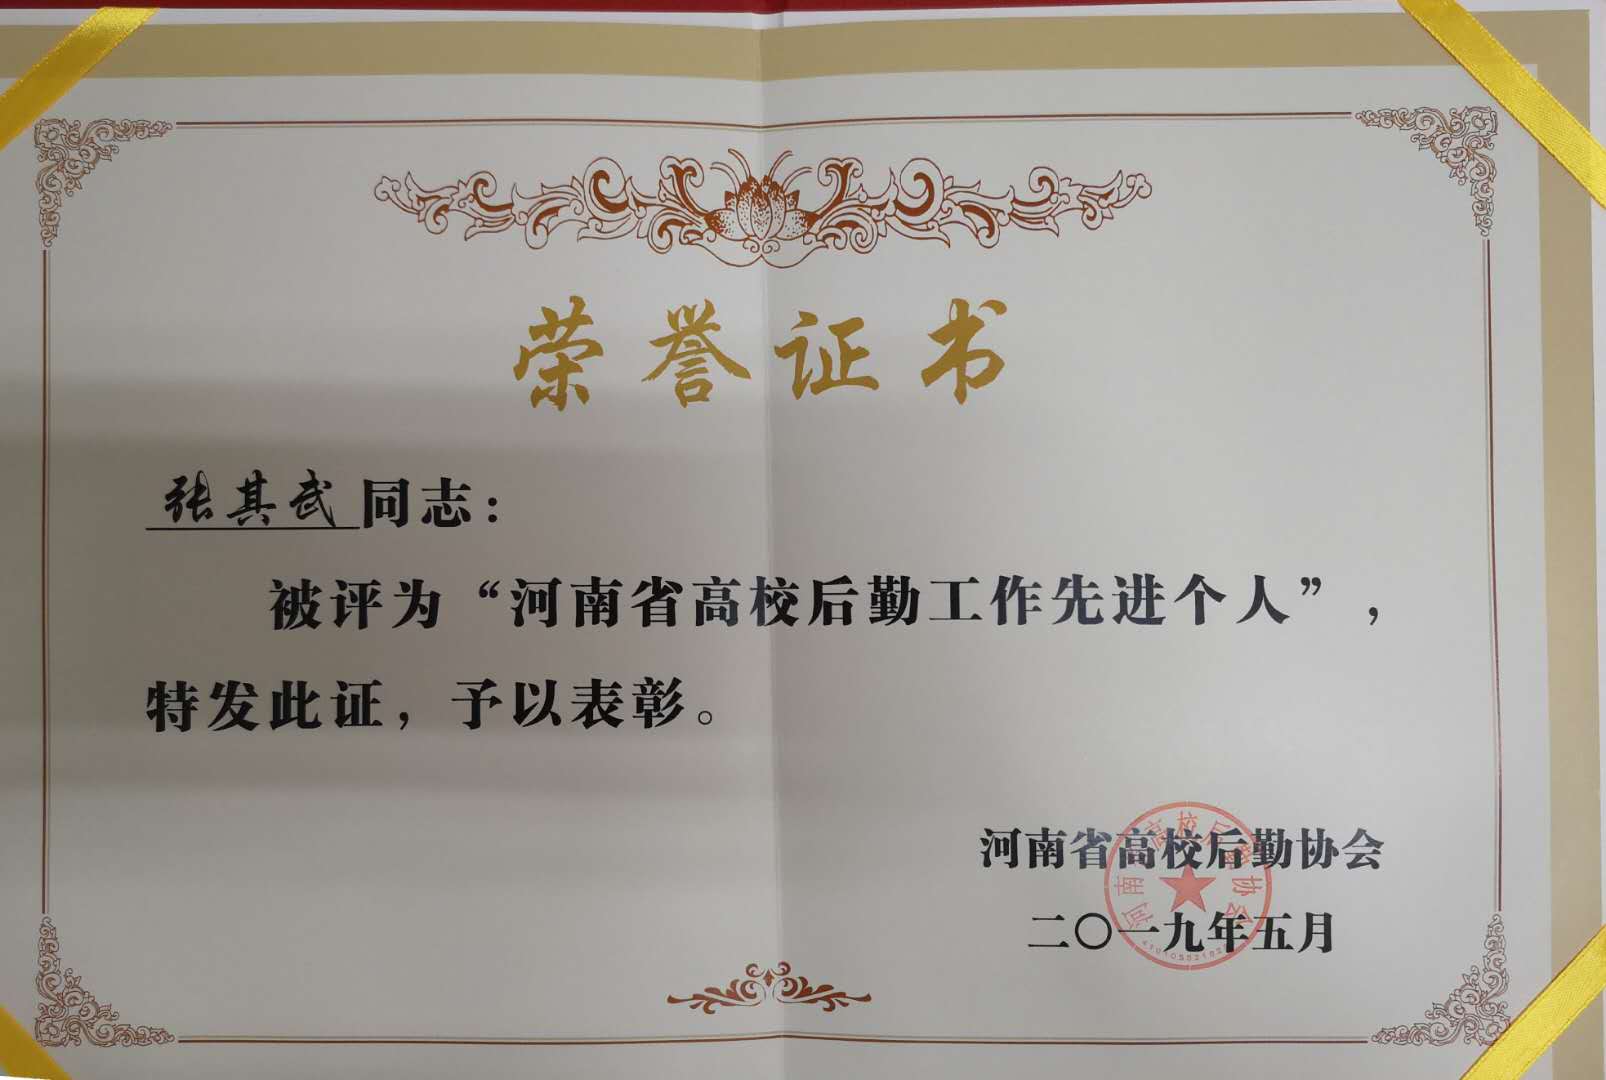 荣誉证书
张其武同志：
被评为“河南省高校后勤工作先进个人”，
特发此证，予以表彰。
河南省高校后勤协会
二〇一九年五月